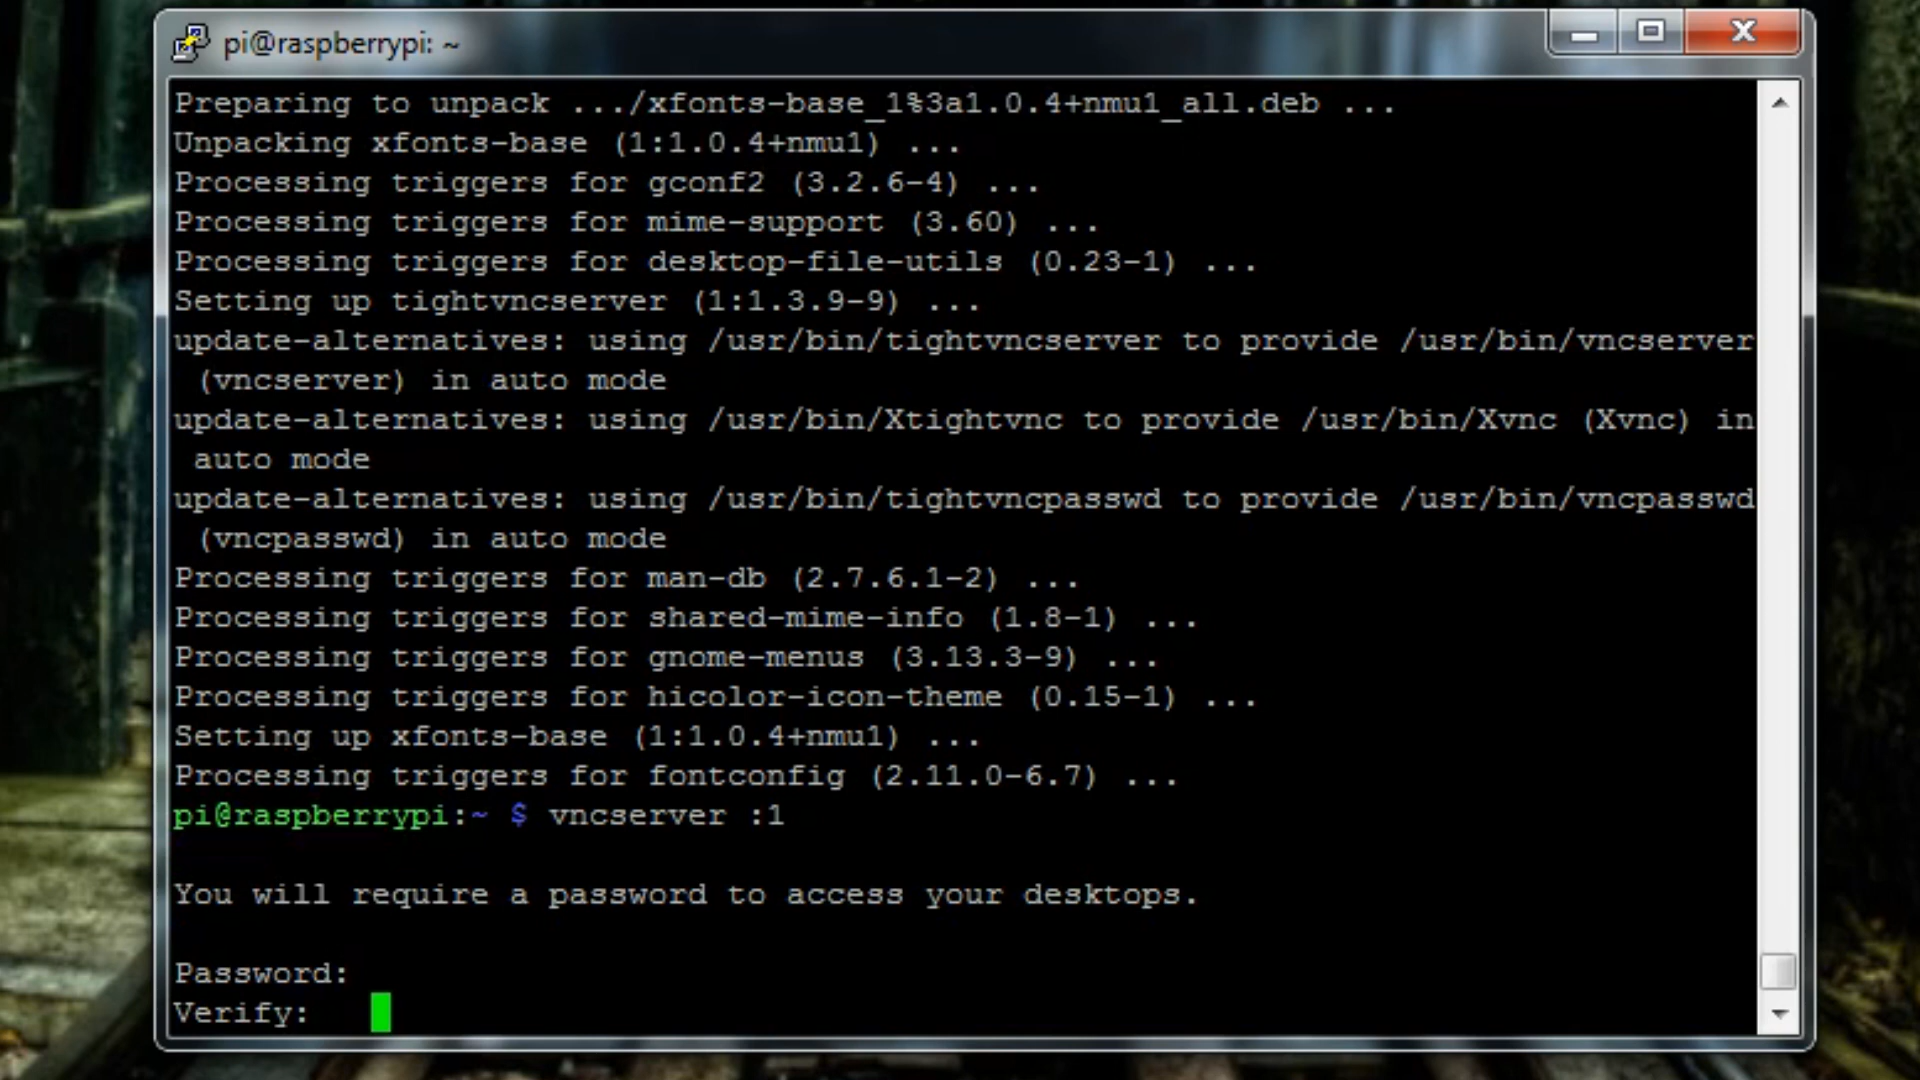 pi@raspberrypi: ~
Preparing to unpack .../xfonts-base_1%3a1.0.4+nmu1_all.deb ...
Unpacking xfonts-base (1:1.0.4+nmu1) ...
Processing triggers for gconf2 (3.2.6-4) ...
Processing triggers for mime-support (3.60) ...
Processing triggers for desktop-file-utils (0.23-1) ...
Setting up tightvncserver (1:1.3.9-9) ...
update-alternatives: using /usr/bin/tightvncserver to provide /usr/bin/vncserver
(vncserver) in auto mode
update-alternatives: using /usr/bin/Xtightvnc to provide /usr/bin/Xvnc (Xvnc) in
auto mode
update-alternatives: using /usr/bin/tightvncpasswd to provide /usr/bin/vncpasswd
(vncpasswd) in auto mode
Processing triggers for man-db (2.7.6.1-2) ...
Processing triggers for shared-mime-info (1.8-1) ...
Processing triggers for gnome-menus (3.13.3-9) ...
Processing triggers for hicolor-icon-theme (0.15-1) ...
Setting up xfonts-base (1:1.0.4+nmu1) ...
Processing triggers for fontconfig (2.11.0-6.7) ...
pi@raspberrypi:~ $ vncserver :1
You will require a password to access your desktops.
Password:
Verify: